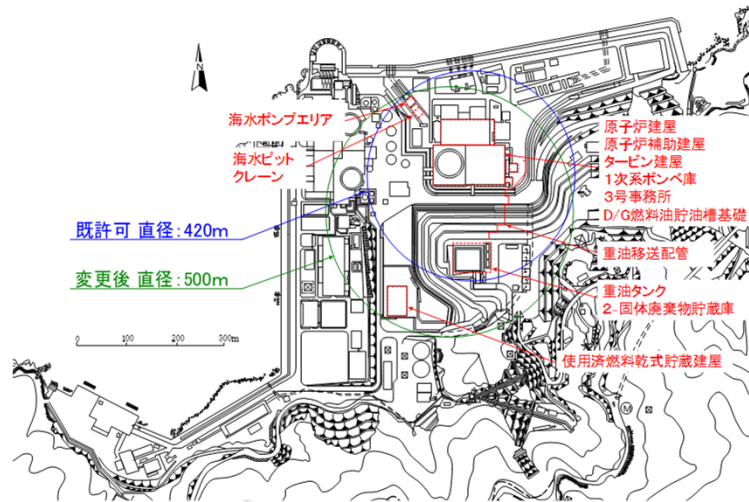 N
海水ポンプエリア
海水ピット
クレーン
既許可 直径:420m
変更後 直径:500m
0 100 200 300m
原子炉建屋
原子炉補助建屋
タービン建屋
1次系ボンベ庫
3号事務所
D/G燃料油貯油槽基礎
重油移送配管
重油タンク
2-固体廃棄物貯蔵庫
使用済燃料乾式貯蔵建屋
M